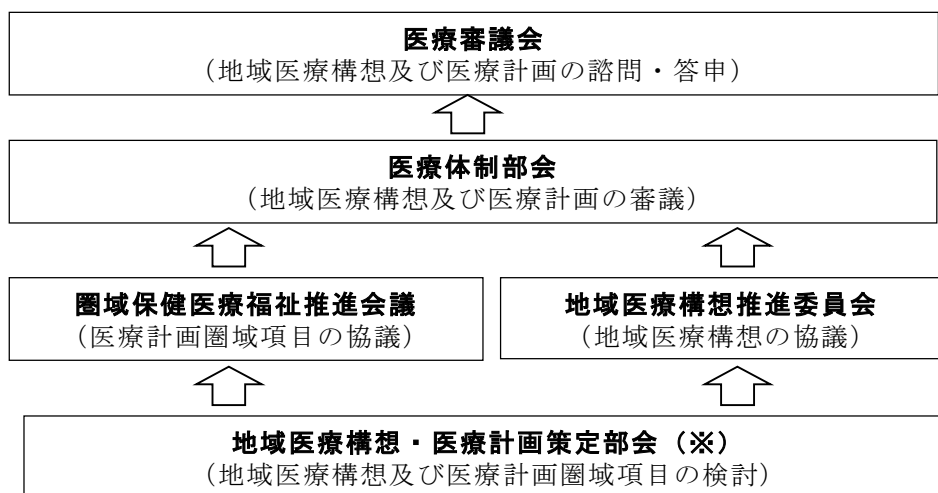 医療審議会
(地域医療構想及び医療計画の諮問・答申)
医療体制部会
(地域医療構想及び医療計画の審議)
圏域保健医療福祉推進会議
(医療計画圏域項目の協議)
地域医療構想推進委員会
(地域医療構想の協議)
地域医療構想・医療計画策定部会(※)
(地域医療構想及び医療計画圏域項目の検討)